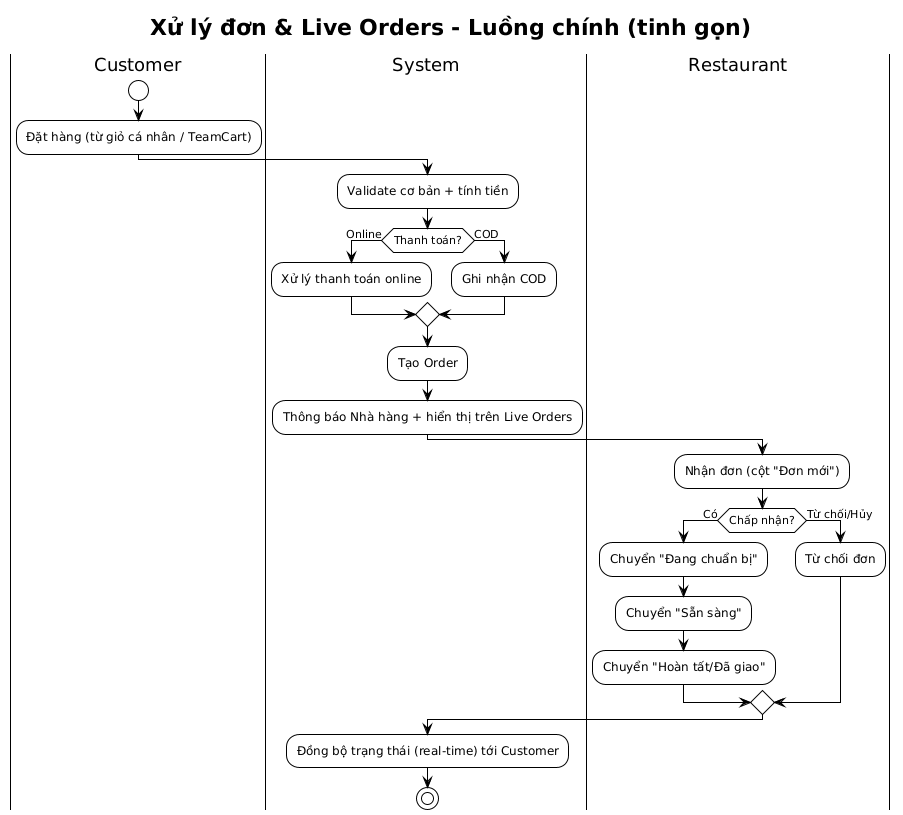 Xử lý đơn & Live Orders - Luồng chính (tinh gọn)
Customer
System
Restaurant
Đặt hàng (từ giỏ cá nhân / TeamCart)
Validate cơ bản + tính tiền
Thanh toán?
Online
COD
Xử lý thanh toán online
Ghi nhận COD
Tạo Order
Thông báo Nhà hàng + hiển thị trên Live Orders
Nhận đơn (cột "Đơn mới")
Chấp nhận?
Có
Từ chối/Hủy
Chuyển "Đang chuẩn bị"
Từ chối đơn
Chuyển "Sẵn sàng"
Chuyển "Hoàn tất/Đã giao"
Đồng bộ trạng thái (real-time) tới Customer